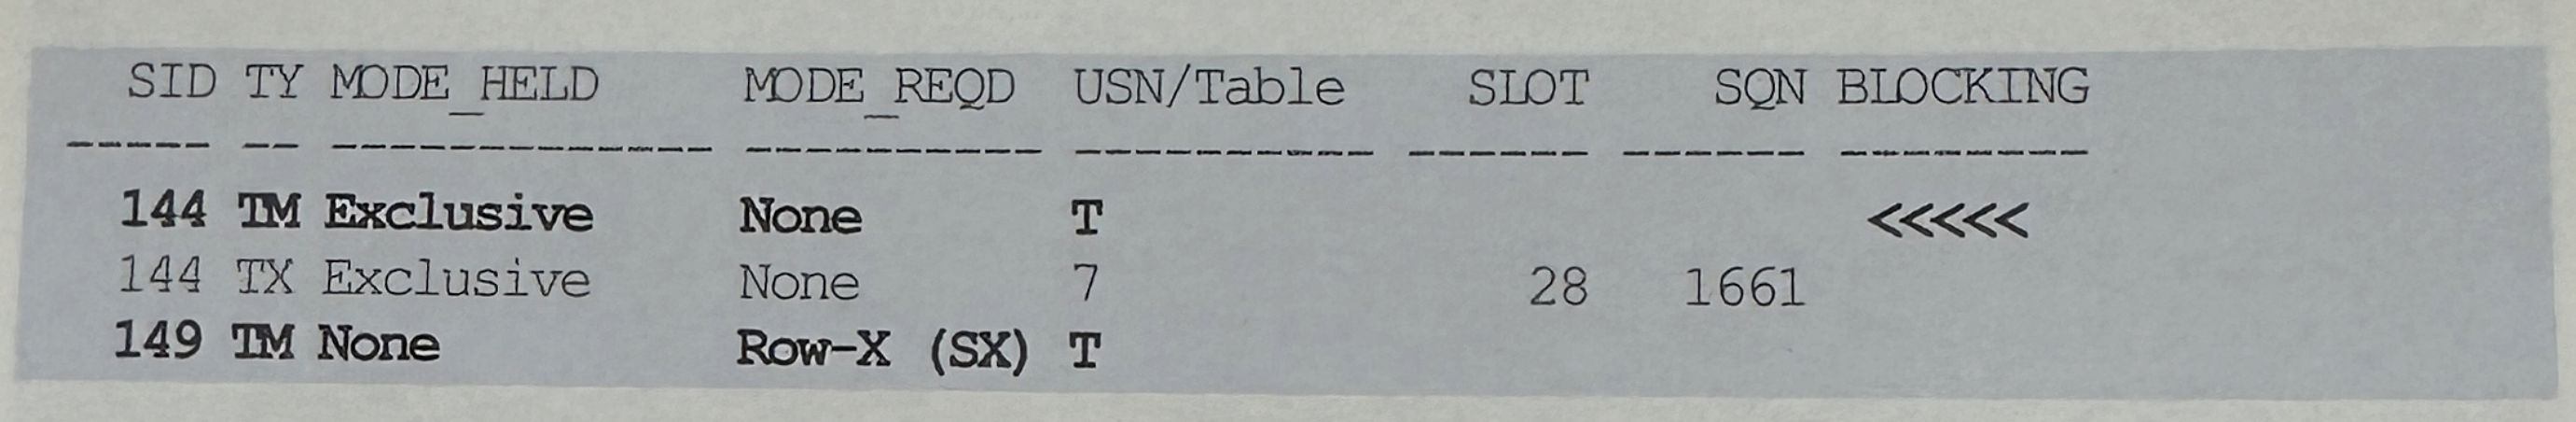 SID TY MODE_HELD MODE_REQD USN/Table SLOT SQN BLOCKING
----- -- -------------- ---------- ---------- ------ ------ --------
144 TM Exclusive None T <<<<<
144 TX Exclusive None 7 28 1661
149 TM None Row-X (SX) T